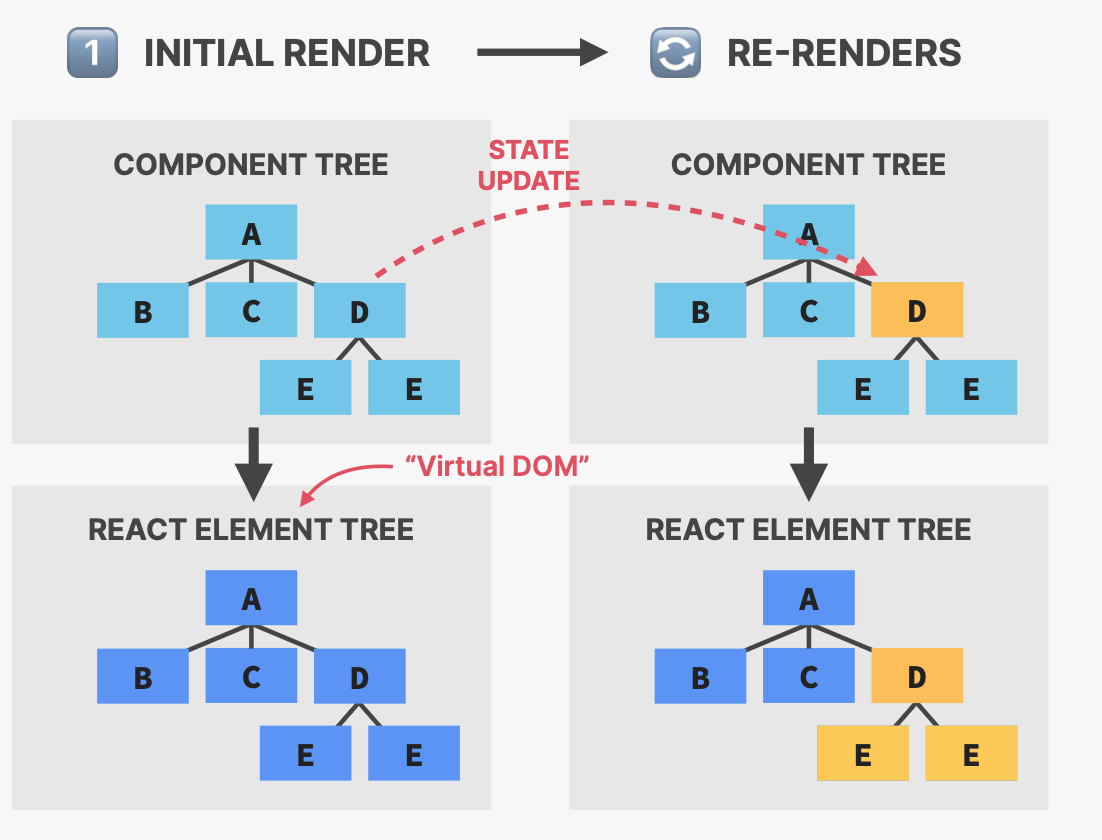 1 INITIAL RENDER
RE-RENDERS
COMPONENT TREE
A
B C D
E E
STATE
UPDATE
COMPONENT TREE
A
B C D
E E
“Virtual DOM”
REACT ELEMENT TREE
A
B C D
E E
REACT ELEMENT TREE
A
B C D
E E